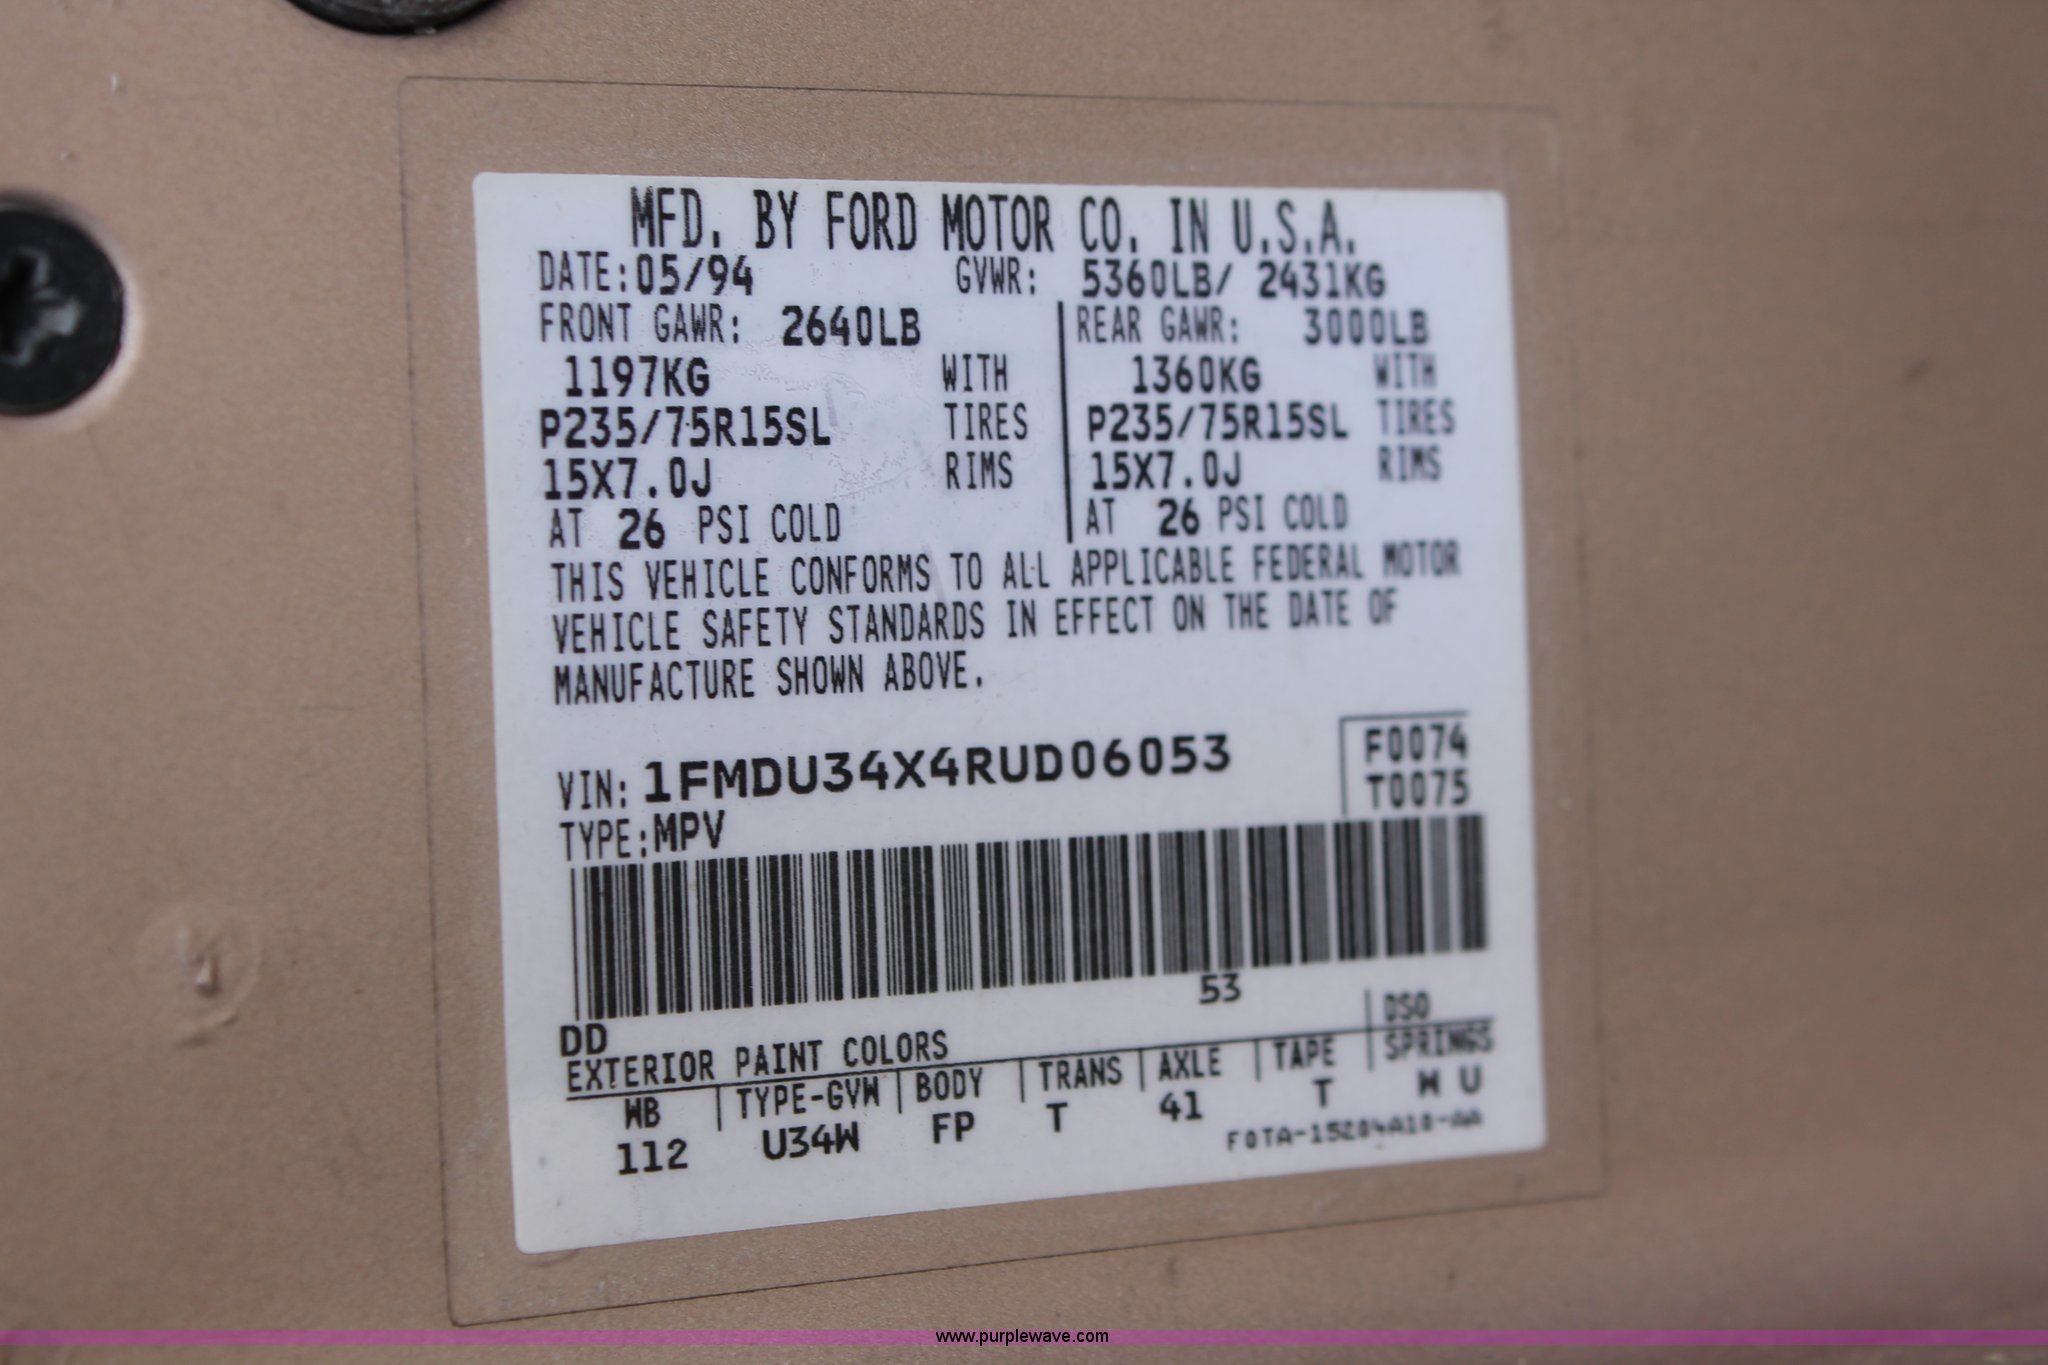 MFD. BY FORD MOTOR CO. IN U.S.A.
DATE: 05/94 GVWR: 5360LB/ 2431KG
FRONT GAWR: 2640LB REAR GAWR: 3000LB
1197KG WITH 1360KG WITH
P235/75R15SL TIRES P235/75R15SL TIRES
15X7.0J RIMS 15X7.0J RIMS
AT 26 PSI COLD AT 26 PSI COLD
THIS VEHICLE CONFORMS TO ALL APPLICABLE FEDERAL MOTOR
VEHICLE SAFETY STANDARDS IN EFFECT ON THE DATE OF
MANUFACTURE SHOWN ABOVE.
F0074
VIN: 1FMDU34X4RUD06053 T0075
TYPE: MPV
53
DD DSO
EXTERIOR PAINT COLORS
WB TYPE-GVW BODY TRANS AXLE TAPE SPRINGS
112 U34W FP T 41 T W U
F0TA-15204A10-AA
www.purplewave.com